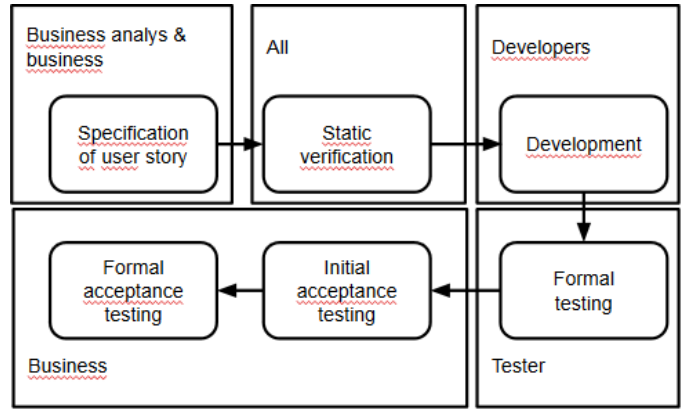 Business analys &
business
Specification
of user story
All
Static
verification
Developers
Development
Formal
acceptance
testing
Initial
acceptance
testing
Business
Formal
testing
Tester